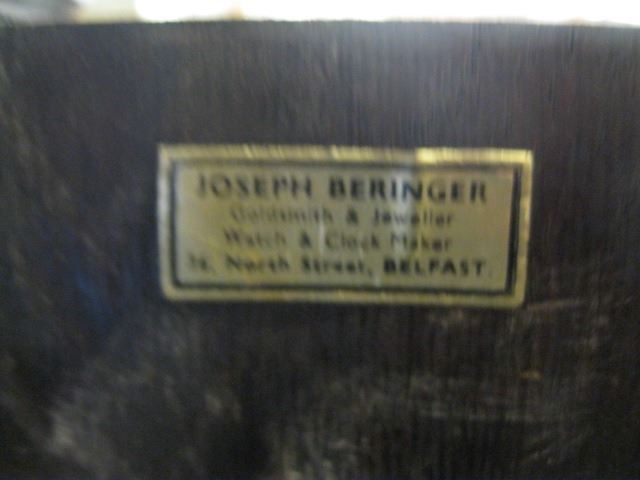 JOSEPH BERINGER
Goldsmith & Jeweller
Watch & Clock Maker
North Street, BELFAST.